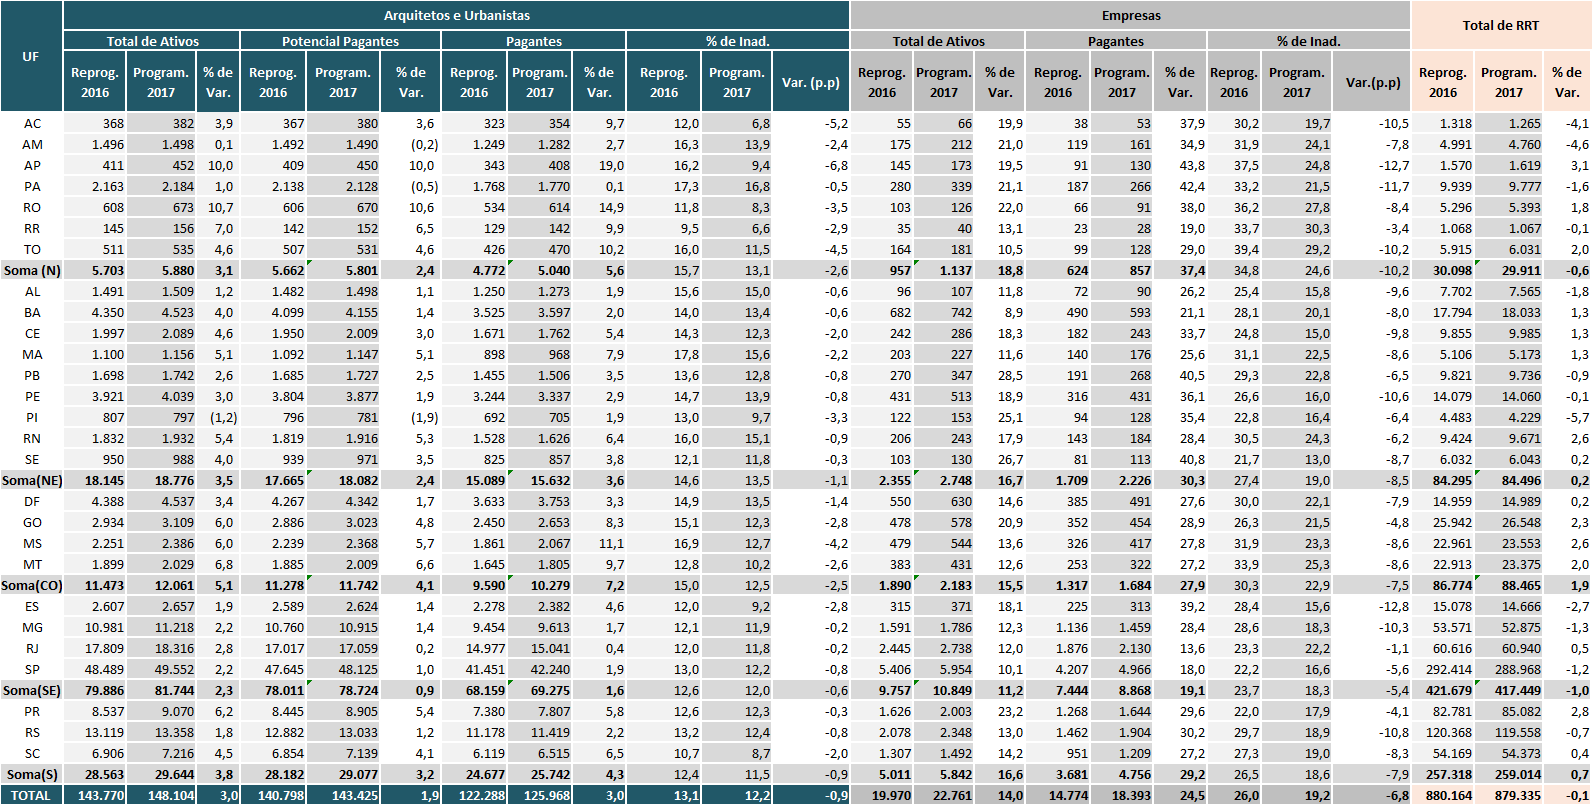 UF Arquitetos e Urbanistas Empresas Total de RRT
Total de Ativos Potencial Pagantes Pagantes % de Inad. Total de Ativos Pagantes % de Inad.
Reprog. 2016 Program. 2017 % de Var. Reprog. 2016 Program. 2017 % de Var. Reprog. 2016 Program. 2017 % de Var. Reprog. 2016 Program. 2017 Var. (p.p) Reprog. 2016 Program. 2017 % de Var. Reprog. 2016 Program. 2017 % de Var. Reprog. 2016 Program. 2017 Var.(p.p) Reprog. 2016 Program. 2017 % de Var.
AC 368 382 3,9 367 380 3,6 323 354 9,7 12,0 6,8 -5,2 55 66 19,9 38 53 37,9 30,2 19,7 -10,5 1.318 1.265 -4,1
AM 1.496 1.498 0,1 1.492 1.490 (0,2) 1.249 1.282 2,7 16,3 13,9 -2,4 175 212 21,0 119 161 34,9 31,9 24,1 -7,8 4.991 4.760 -4,6
AP 411 452 10,0 409 450 10,0 343 408 19,0 16,2 9,4 -6,8 145 173 19,5 91 130 43,8 37,5 24,8 -12,7 1.570 1.619 3,1
PA 2.163 2.184 1,0 2.138 2.128 (0,5) 1.768 1.770 0,1 17,3 16,8 -0,5 280 339 21,1 187 266 42,4 33,2 21,5 -11,7 9.939 9.777 -1,6
RO 608 673 10,7 606 670 10,6 534 614 14,9 11,8 8,3 -3,5 103 126 22,0 66 91 38,0 36,2 27,8 -8,4 5.296 5.393 1,8
RR 145 156 7,0 142 152 6,5 129 142 9,9 9,5 6,6 -2,9 35 40 13,1 23 28 19,0 33,7 30,3 -3,4 1.068 1.067 -0,1
TO 511 535 4,6 507 531 4,6 426 470 10,2 16,0 11,5 -4,5 164 181 10,5 99 128 29,0 39,4 29,2 -10,2 5.915 6.031 2,0
Soma (N) 5.703 5.880 3,1 5.662 5.801 2,4 4.772 5.040 5,6 15,7 13,1 -2,6 957 1.137 18,8 624 857 37,4 34,8 24,6 -10,2 30.098 29.911 -0,6
AL 1.491 1.509 1,2 1.482 1.498 1,1 1.250 1.273 1,9 15,6 15,0 -0,6 96 107 11,8 72 90 26,2 25,4 15,8 -9,6 7.702 7.565 -1,8
BA 4.350 4.523 4,0 4.099 4.155 1,4 3.525 3.597 2,0 14,0 13,4 -0,6 682 742 8,9 490 593 21,1 28,1 20,1 -8,0 17.794 18.033 1,3
CE 1.997 2.089 4,6 1.950 2.009 3,0 1.671 1.762 5,4 14,3 12,3 -2,0 242 286 18,3 182 243 33,7 24,8 15,0 -9,8 9.855 9.985 1,3
MA 1.100 1.156 5,1 1.092 1.147 5,1 898 968 7,9 17,8 15,6 -2,2 203 227 11,6 140 176 25,6 31,1 22,5 -8,6 5.106 5.173 1,3
PB 1.698 1.742 2,6 1.685 1.727 2,5 1.455 1.506 3,5 13,6 12,8 -0,8 270 347 28,5 191 268 40,5 29,3 22,8 -6,5 9.821 9.736 -0,9
PE 3.921 4.039 3,0 3.804 3.877 1,9 3.244 3.337 2,9 14,7 13,9 -0,8 431 513 18,9 316 431 36,1 26,6 16,0 -10,6 14.079 14.060 -0,1
PI 807 797 (1,2) 796 781 (1,9) 692 705 1,9 13,0 9,7 -3,3 122 153 25,1 94 128 35,4 22,8 16,4 -6,4 4.483 4.229 -5,7
RN 1.832 1.932 5,4 1.819 1.916 5,3 1.528 1.626 6,4 16,0 15,1 -0,9 206 243 17,9 143 184 28,4 30,5 24,3 -6,2 9.424 9.671 2,6
SE 950 988 4,0 939 971 3,5 825 857 3,8 12,1 11,8 -0,3 103 130 26,7 81 113 40,8 21,7 13,0 -8,7 6.032 6.043 0,2
Soma(NE) 18.145 18.776 3,5 17.665 18.082 2,4 15.089 15.632 3,6 14,6 13,5 -1,1 2.355 2.748 16,7 1.709 2.226 30,3 27,4 19,0 -8,5 84.295 84.496 0,2
DF 4.388 4.537 3,4 4.267 4.342 1,7 3.633 3.753 3,3 14,9 13,5 -1,4 550 630 14,6 385 491 27,6 30,0 22,1 -7,9 14.959 14.989 0,2
GO 2.934 3.109 6,0 2.886 3.023 4,8 2.450 2.653 8,3 15,1 12,3 -2,8 478 578 20,9 352 454 28,9 26,3 21,5 -4,8 25.942 26.548 2,3
MS 2.251 2.386 6,0 2.239 2.368 5,7 1.861 2.067 11,1 16,9 12,7 -4,2 479 544 13,6 326 417 27,8 31,9 23,3 -8,6 22.961 23.553 2,6
MT 1.899 2.029 6,8 1.885 2.009 6,6 1.645 1.805 9,7 12,8 10,2 -2,6 383 431 12,6 253 322 27,2 33,9 25,3 -8,6 22.913 23.375 2,0
Soma(CO) 11.473 12.061 5,1 11.278 11.742 4,1 9.590 10.279 7,2 15,0 12,5 -2,5 1.890 2.183 15,5 1.317 1.684 27,9 30,3 22,9 -7,5 86.774 88.465 1,9
ES 2.607 2.657 1,9 2.589 2.624 1,4 2.278 2.382 4,6 12,0 9,2 -2,8 315 371 18,1 225 313 39,2 28,4 15,6 -12,8 15.078 14.666 -2,7
MG 10.981 11.218 2,2 10.760 10.915 1,4 9.454 9.613 1,7 12,1 11,9 -0,2 1.591 1.786 12,3 1.136 1.459 28,4 28,6 18,3 -10,3 53.571 52.875 -1,3
RJ 17.809 18.316 2,8 17.017 17.059 0,2 14.977 15.041 0,4 12,0 11,8 -0,2 2.445 2.738 12,0 1.876 2.130 13,6 23,3 22,2 -1,1 60.616 60.940 0,5
SP 48.489 49.552 2,2 47.645 48.125 1,0 41.451 42.240 1,9 13,0 12,2 -0,8 5.406 5.954 10,1 4.207 4.966 18,0 22,2 16,6 -5,6 292.414 288.968 -1,2
Soma(SE) 79.886 81.744 2,3 78.011 78.724 0,9 68.159 69.275 1,6 12,6 12,0 -0,6 9.757 10.849 11,2 7.444 8.868 19,1 23,7 18,3 -5,4 421.679 417.449 -1,0
PR 8.537 9.070 6,2 8.445 8.905 5,4 7.380 7.807 5,8 12,6 12,3 -0,3 1.626 2.003 23,2 1.268 1.644 29,6 22,0 17,9 -4,1 82.781 85.082 2,8
RS 13.119 13.358 1,8 12.882 13.033 1,2 11.178 11.419 2,2 13,2 12,4 -0,8 2.078 2.348 13,0 1.462 1.904 30,2 29,7 18,9 -10,8 120.368 119.558 -0,7
SC 6.906 7.216 4,5 6.854 7.139 4,1 6.119 6.515 6,5 10,7 8,7 -2,0 1.307 1.492 14,2 951 1.209 27,2 27,3 19,0 -8,3 54.169 54.373 0,4
Soma(S) 28.563 29.644 3,8 28.182 29.077 3,2 24.677 25.742 4,3 12,4 11,5 -0,9 5.011 5.842 16,6 3.681 4.756 29,2 26,5 18,6 -7,9 257.318 259.014 0,7
TOTAL 143.770 148.104 3,0 140.798 143.425 1,9 122.288 125.968 3,0 13,1 12,2 -0,9 19.970 22.761 14,0 14.774 18.393 24,5 26,0 19,2 -6,8 880.164 879.335 -0,1